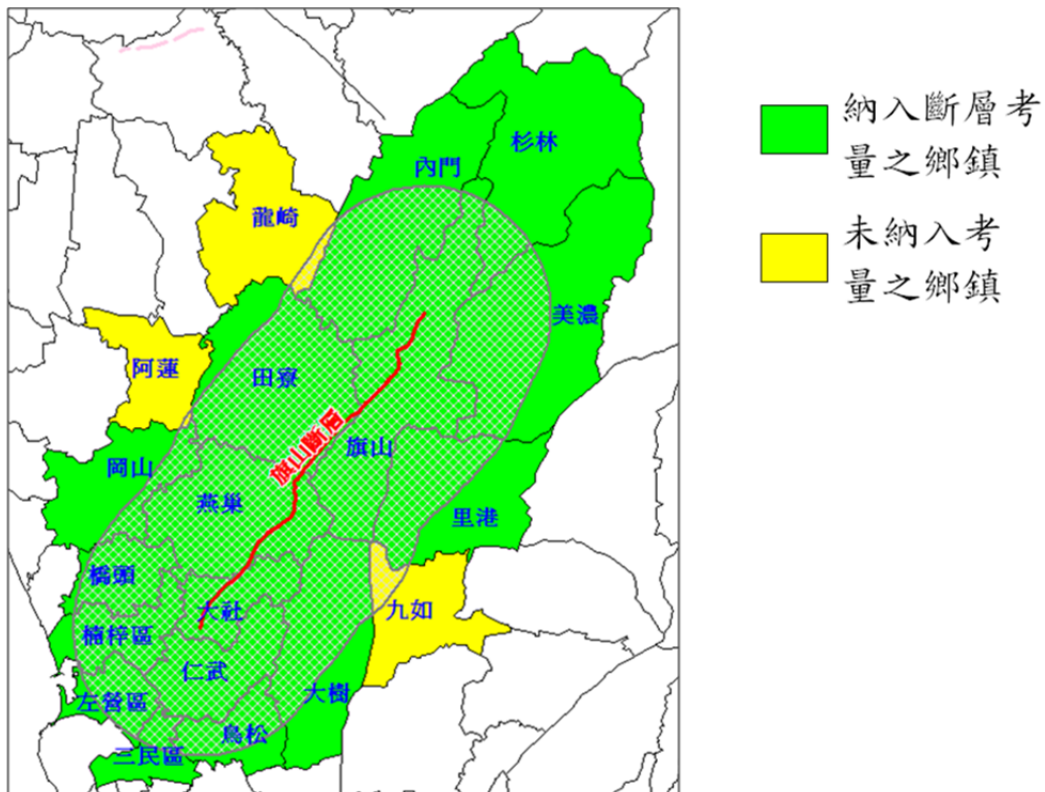 納入斷層考
量之鄉鎮
未納入考
量之鄉鎮
杉林
內門
龍崎
美濃
阿蓮
田寮
旗山斷層
旗山
岡山
燕巢
里港
橋頭
大社
九如
楠梓區
仁武
左營區
大樹
鳥松
三民區